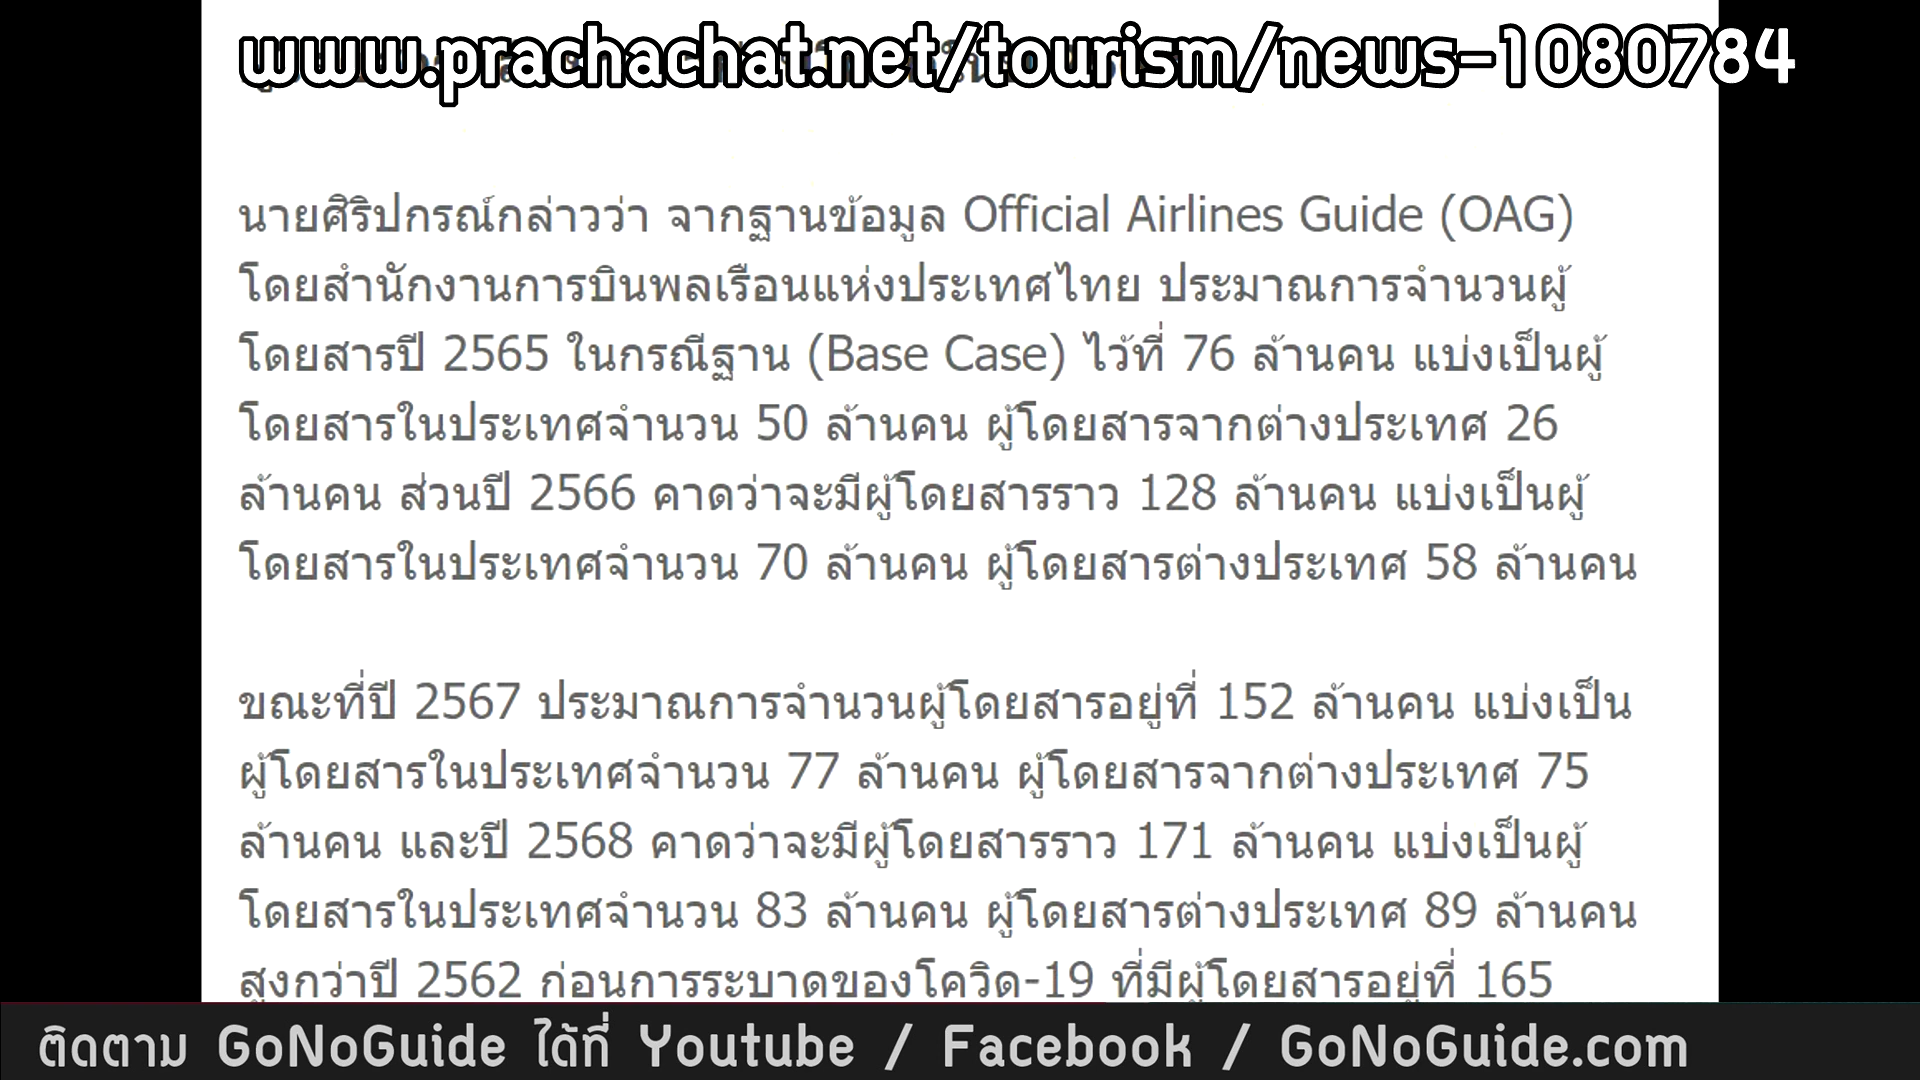 www.prachachat.net/tourism/news-1080784
นายศิริปกรณ์กล่าวว่า จากฐานข้อมูล Official Airlines Guide (OAG)
โดยสำนักงานการบินพลเรือนแห่งประเทศไทย ประมาณการจำนวนผู้
โดยสารปี 2565 ในกรณีฐาน (Base Case) ไว้ที่ 76 ล้านคน แบ่งเป็นผู้
โดยสารในประเทศจำนวน 50 ล้านคน ผู้โดยสารจากต่างประเทศ 26
ล้านคน ส่วนปี 2566 คาดว่าจะมีผู้โดยสารราว 128 ล้านคน แบ่งเป็นผู้
โดยสารในประเทศจำนวน 70 ล้านคน ผู้โดยสารต่างประเทศ 58 ล้านคน
ขณะที่ปี 2567 ประมาณการจำนวนผู้โดยสารอยู่ที่ 152 ล้านคน แบ่งเป็น
ผู้โดยสารในประเทศจำนวน 77 ล้านคน ผู้โดยสารจากต่างประเทศ 75
ล้านคน และปี 2568 คาดว่าจะมีผู้โดยสารราว 171 ล้านคน แบ่งเป็นผู้
โดยสารในประเทศจำนวน 83 ล้านคน ผู้โดยสารต่างประเทศ 89 ล้านคน
สูงกว่าปี 2562 ก่อนการระบาดของโควิด-19 ที่มีผู้โดยสารอยู่ที่ 165
ติดตาม GoNoGuide ได้ที่ Youtube / Facebook / GoNoGuide.com